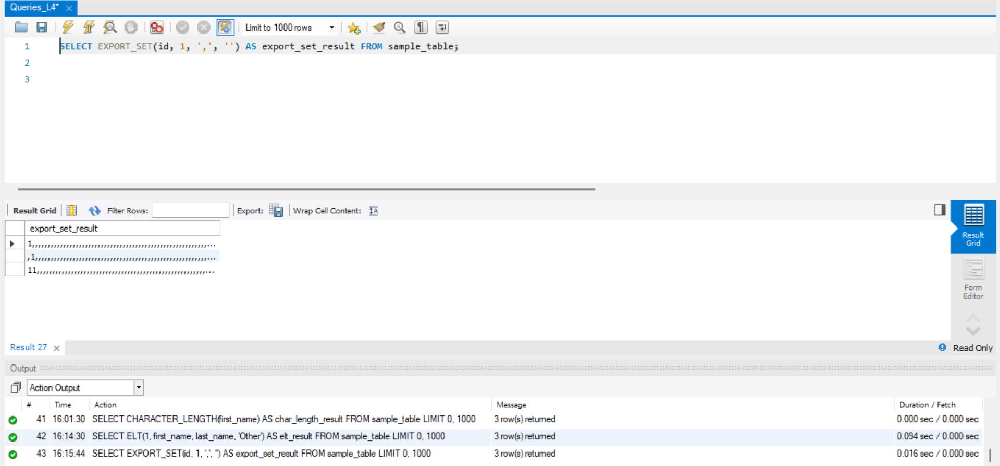 Queries_L4*
Limit to 1000 rows
1 SELECT EXPORT_SET(id, 1, ',', '') AS export_set_result FROM sample_table;
2
3
Result Grid Filter Rows: Export: Wrap Cell Content:
export_set_result
1,,,,,,,,,,,,,,,,,,,,,,,,,,,,,,,,,,,,,,,,,,,,,,,,,,,,,,,,...
,1,,,,,,,,,,,,,,,,,,,,,,,,,,,,,,,,,,,,,,,,,,,,,,,,,,,,,,,...
11,,,,,,,,,,,,,,,,,,,,,,,,,,,,,,,,,,,,,,,,,,,,,,,,,,,,,,...
Result
Grid
Form
Editor
Result 27
Read Only
Output
Action Output
# Time Action Message Duration / Fetch
41 16:01:30 SELECT CHARACTER_LENGTH(first_name) AS char_length_result FROM sample_table LIMIT 0, 1000 3 row(s) returned 0.000 sec / 0.000 sec
42 16:14:30 SELECT ELT(1, first_name, last_name, 'Other') AS elt_result FROM sample_table LIMIT 0, 1000 3 row(s) returned 0.094 sec / 0.000 sec
43 16:15:44 SELECT EXPORT_SET(id, 1, ',', '') AS export_set_result FROM sample_table LIMIT 0, 1000 3 row(s) returned 0.016 sec / 0.000 sec